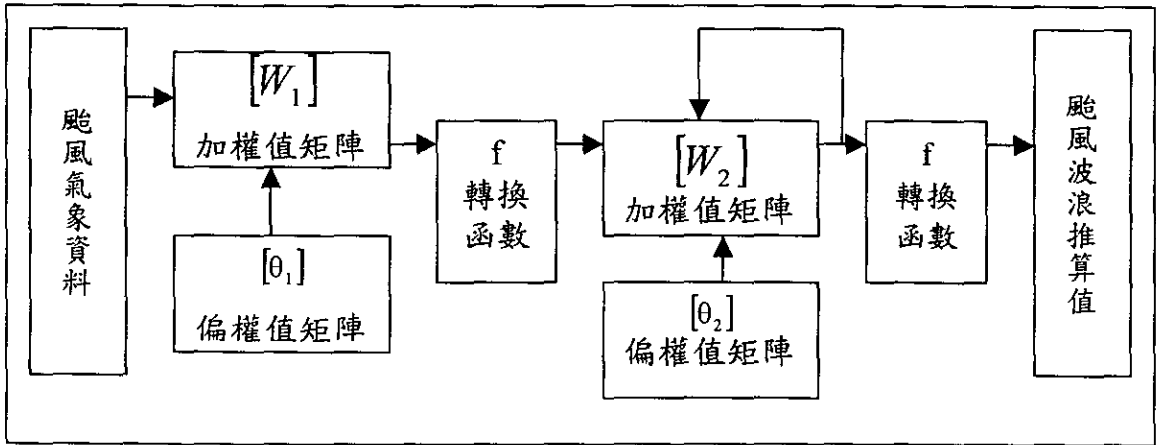 颱風氣象資料
[W₁]
加權值矩陣
[θ₁]
偏權值矩陣
f
轉換
函數
[W₂]
加權值矩陣
[θ₂]
偏權值矩陣
f
轉換
函數
颱風波浪推算值